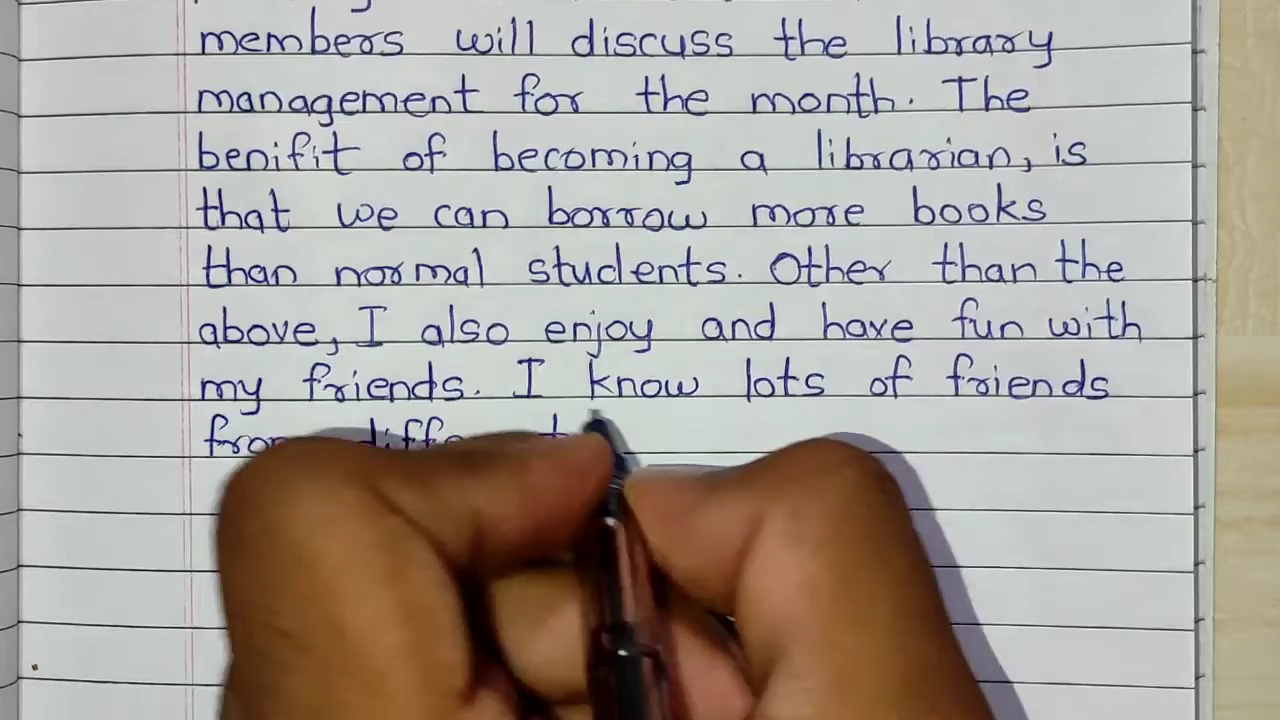 members will discuss the library
management for the month. The
benifit of becoming a librarian, is
that we can borrow more books
than normal students. Other than the
above, I also enjoy and have fun with
my friends. I know lots of friends
from